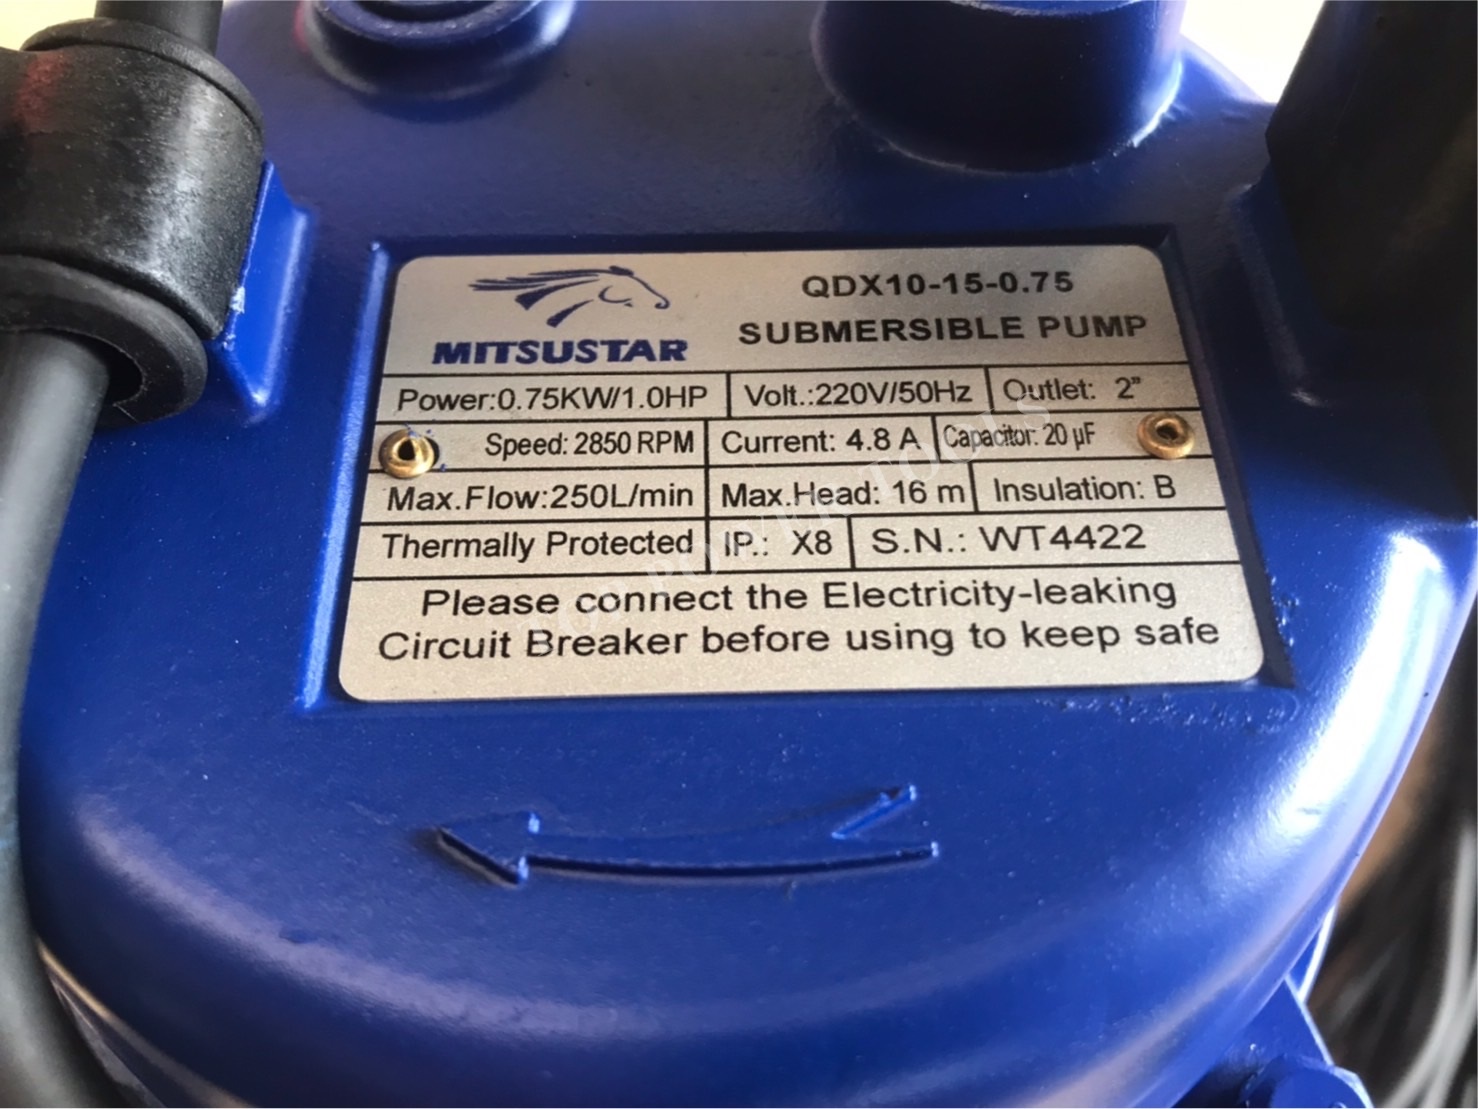 MITSUSTAR
QDX10-15-0.75
SUBMERSIBLE PUMP
Power:0.75KW/1.0HP Volt.:220V/50Hz Outlet: 2”
Speed: 2850 RPM Current: 4.8 A Capacitor: 20 µF
Max.Flow:250L/min Max.Head: 16 m Insulation: B
Thermally Protected IP.: X8 S.N.: WT4422
Please connect the Electricity-leaking
Circuit Breaker before using to keep safe
POWER TOOLS